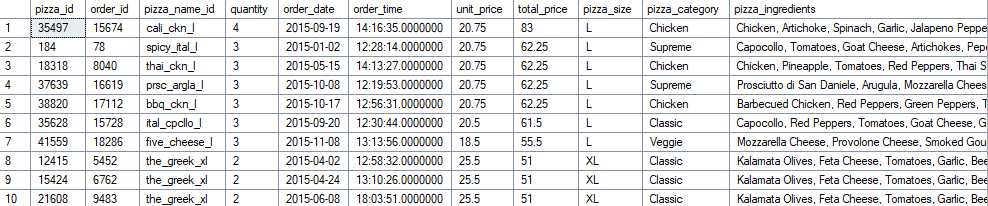 pizza_id order_id pizza_name_id quantity order_date order_time unit_price total_price pizza_size pizza_category pizza_ingredients
1 35497 15674 cali_ckn_l 4 2015-09-19 14:16:35.0000000 20.75 83 L Chicken Chicken, Artichoke, Spinach, Garlic, Jalapeno Peppe
2 184 78 spicy_ital_l 3 2015-01-02 12:28:14.0000000 20.75 62.25 L Supreme Capocollo, Tomatoes, Goat Cheese, Artichokes, Pepe
3 18318 8040 thai_ckn_l 3 2015-05-15 14:13:27.0000000 20.75 62.25 L Chicken Chicken, Pineapple, Tomatoes, Red Peppers, Thai S
4 37639 16619 prsc_argla_l 3 2015-10-08 12:19:53.0000000 20.75 62.25 L Supreme Prosciutto di San Daniele, Arugula, Mozzarella Chees
5 38820 17112 bbq_ckn_l 3 2015-10-17 12:56:31.0000000 20.75 62.25 L Chicken Barbecued Chicken, Red Peppers, Green Peppers, T
6 35628 15728 ital_cpcllo_l 3 2015-09-20 12:30:44.0000000 20.5 61.5 L Classic Capocollo, Red Peppers, Tomatoes, Goat Cheese, G
7 41559 18286 five_cheese_l 3 2015-11-08 13:13:56.0000000 18.5 55.5 L Veggie Mozzarella Cheese, Provolone Cheese, Smoked Gou
8 12415 5452 the_greek_xl 2 2015-04-02 12:58:32.0000000 25.5 51 XL Classic Kalamata Olives, Feta Cheese, Tomatoes, Garlic, Bee
9 15424 6762 the_greek_xl 2 2015-04-24 13:10:26.0000000 25.5 51 XL Classic Kalamata Olives, Feta Cheese, Tomatoes, Garlic, Bee
10 21608 9483 the_greek_xl 2 2015-06-08 18:03:51.0000000 25.5 51 XL Classic Kalamata Olives, Feta Cheese, Tomatoes, Garlic, Bee